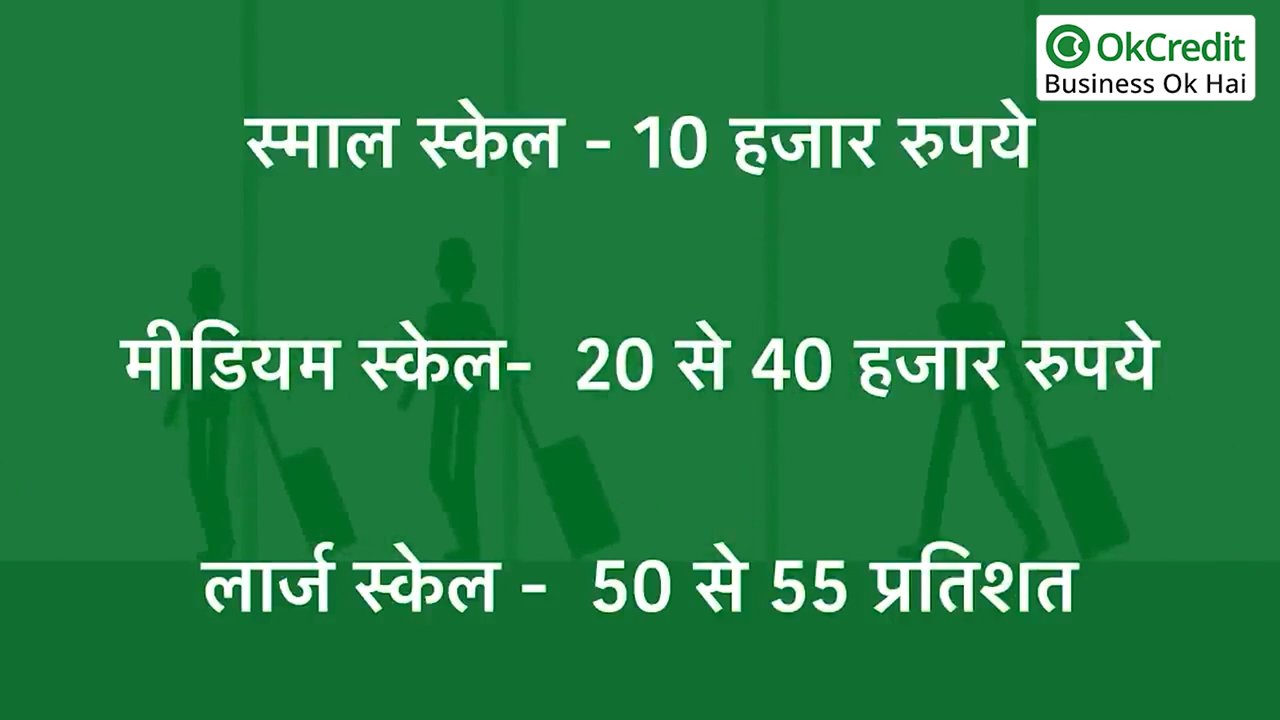 OkCredit
Business Ok Hai
स्माल स्केल - 10 हजार रुपये
मीडियम स्केल- 20 से 40 हजार रुपये
लार्ज स्केल - 50 से 55 प्रतिशत